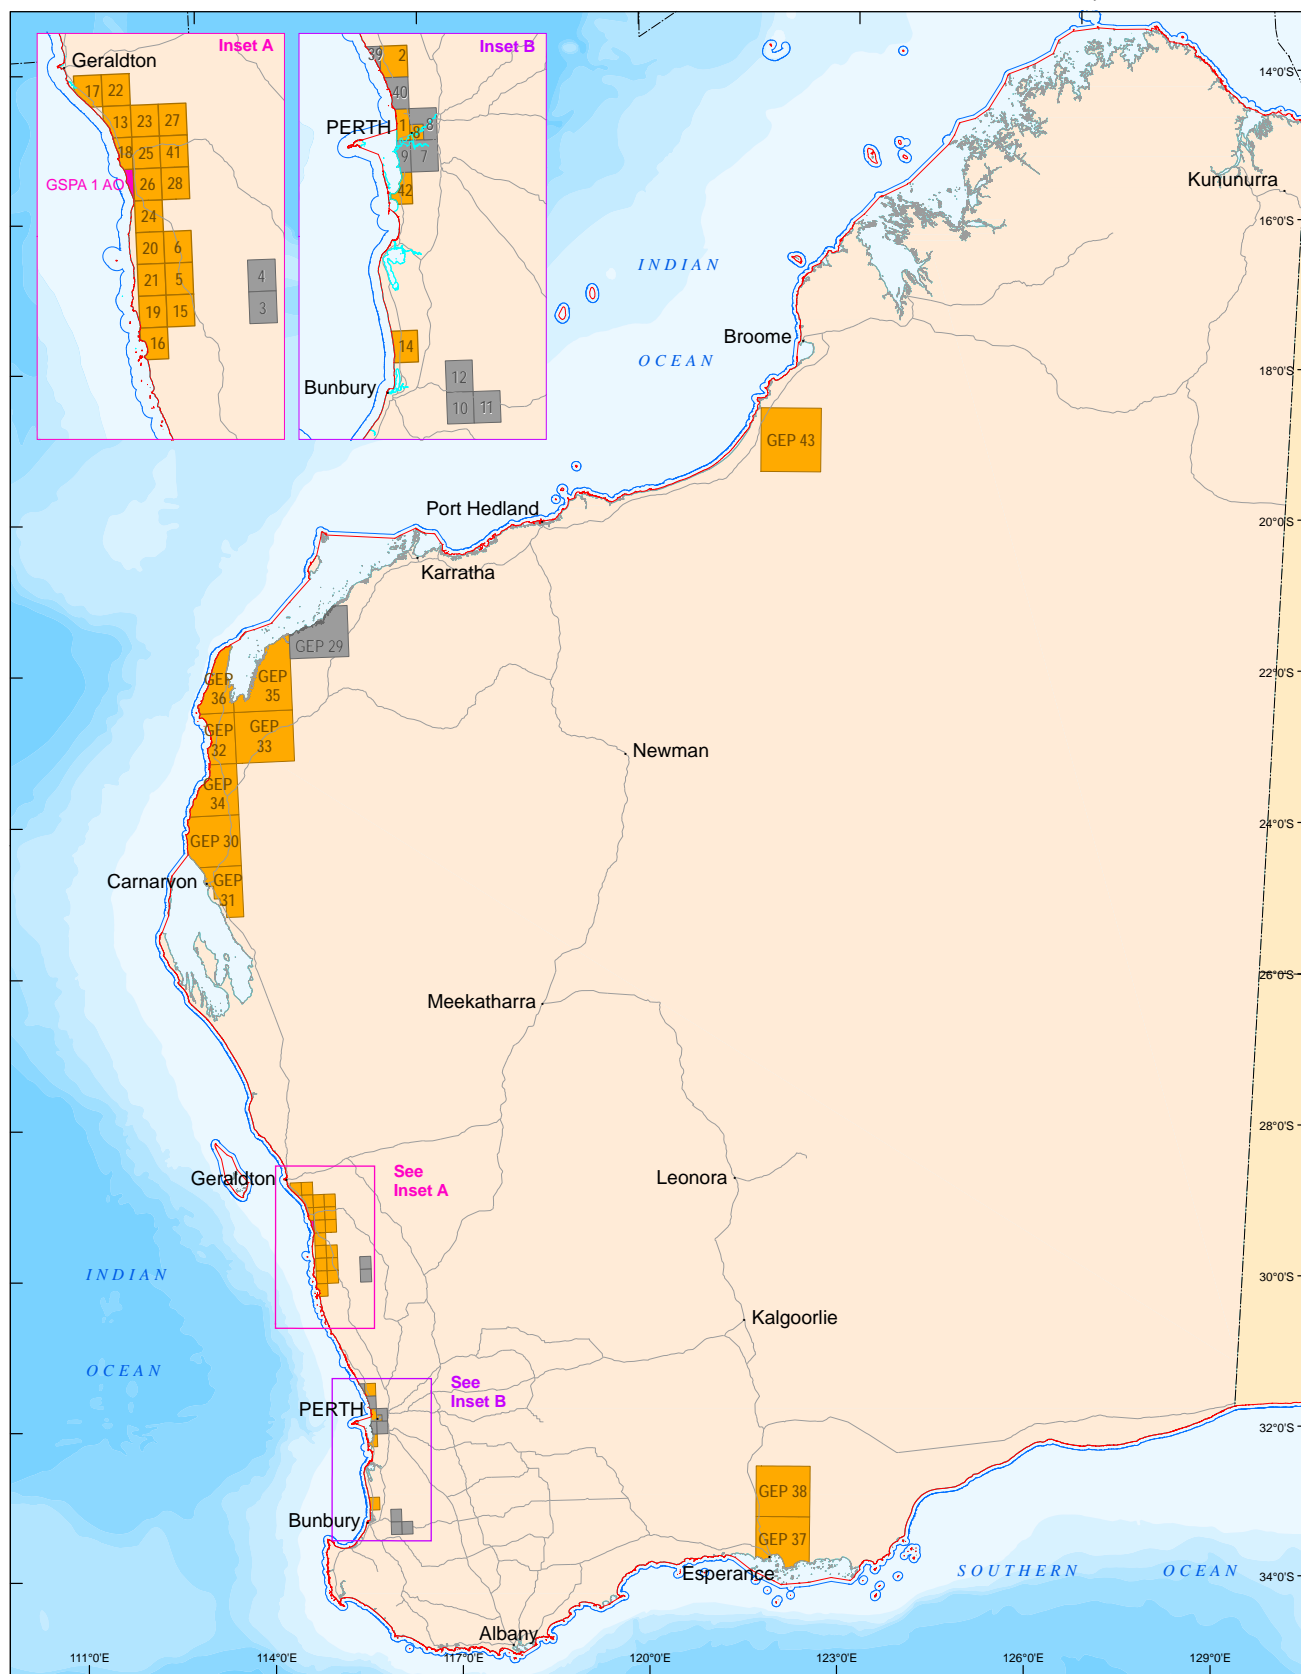 Inset A
Geraldton
17 22
13 23 27
18 25 41
GSPA 1 AO 26 28
24
20 6
21 5
4
3
19 15
16
Inset B
39 2
40
PERTH 1 8
8
9 7
42
14
Bunbury
12
10 11
14°0'S
Kununurra
16°0'S
INDIAN
OCEAN
Broome
18°0'S
GEP 43
Port Hedland
20°0'S
Karratha
GEP 29
22°0'S
GEP
36
GEP
35
GEP
32
GEP
33
Newman
GEP
34
24°0'S
GEP 30
Carnarvon
GEP
31
26°0'S
Meekatharra
28°0'S
Geraldton
See
Inset A
Leonora
INDIAN
OCEAN
30°0'S
Kalgoorlie
See
Inset B
PERTH
32°0'S
GEP 38
Bunbury
GEP 37
Esperance
SOUTHERN OCEAN
34°0'S
Albany
111°0'E 114°0'E 117°0'E 120°0'E 123°0'E 126°0'E 129°0'E